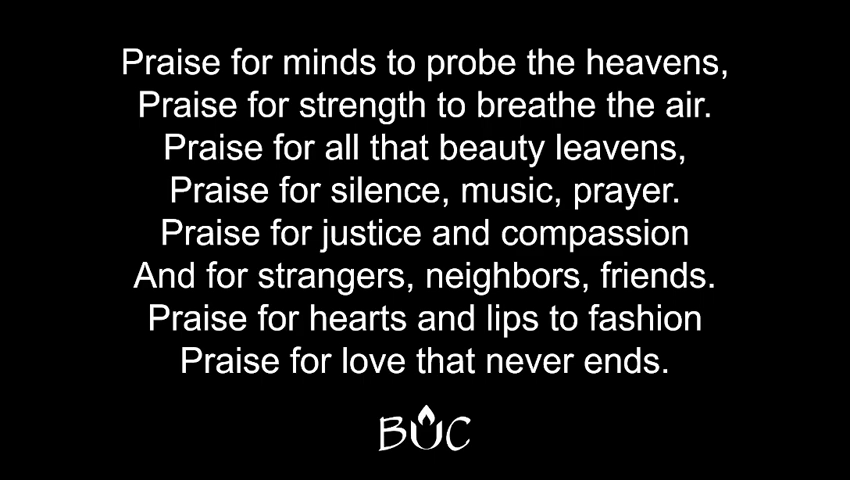 Praise for minds to probe the heavens,
Praise for strength to breathe the air.
Praise for all that beauty leavens,
Praise for silence, music, prayer.
Praise for justice and compassion
And for strangers, neighbors, friends.
Praise for hearts and lips to fashion
Praise for love that never ends.
BUC